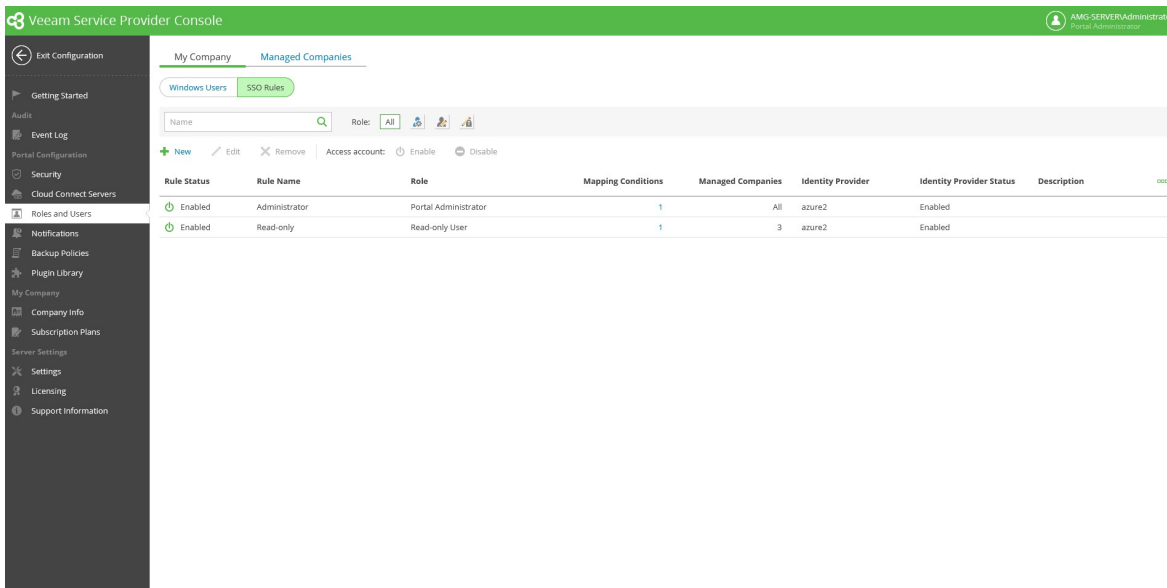 Veeam Service Provider Console
AMG-SERVER\Administrat
Portal Administrator
Exit Configuration
Getting Started
Audit
Event Log
Portal Configuration
Security
Cloud Connect Servers
Roles and Users
Notifications
Backup Policies
Plugin Library
My Company
Company Info
Subscription Plans
Server Settings
Settings
Licensing
Support Information
My Company Managed Companies
Windows Users SSO Rules
Name Role: All
New Edit Remove Access account: Enable Disable
Rule Status Rule Name Role Mapping Conditions Managed Companies Identity Provider Identity Provider Status Description
Enabled Administrator Portal Administrator 1 All azure2 Enabled
Enabled Read-only Read-only User 1 3 azure2 Enabled